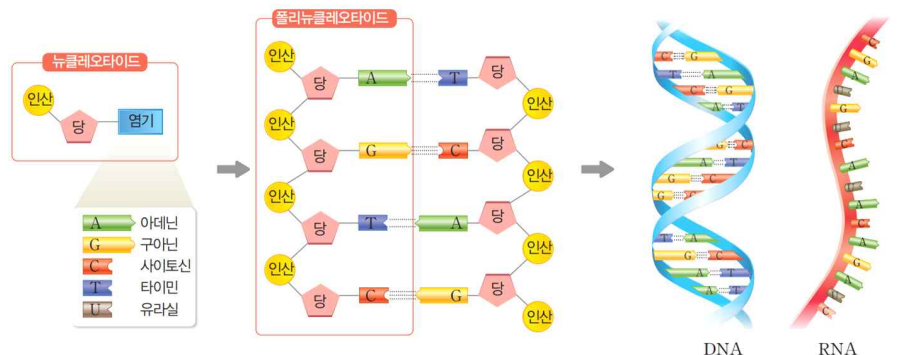 뉴클레오타이드
인산
당
염기
A 아데닌
G 구아닌
C 사이토신
T 타이민
U 유라실
폴리뉴클레오타이드
인산
당 A T 당
인산 인산
당 G C 당
인산 인산
당 T A 당
인산 인산
당 C G 당
인산
C G
T A
C G
A T
G C
A T
G C
G C
T A
G C
A T
A T
DNA
C
G
A
U
G
U
C
A
U
A
C
A
G
A
U
C
RNA